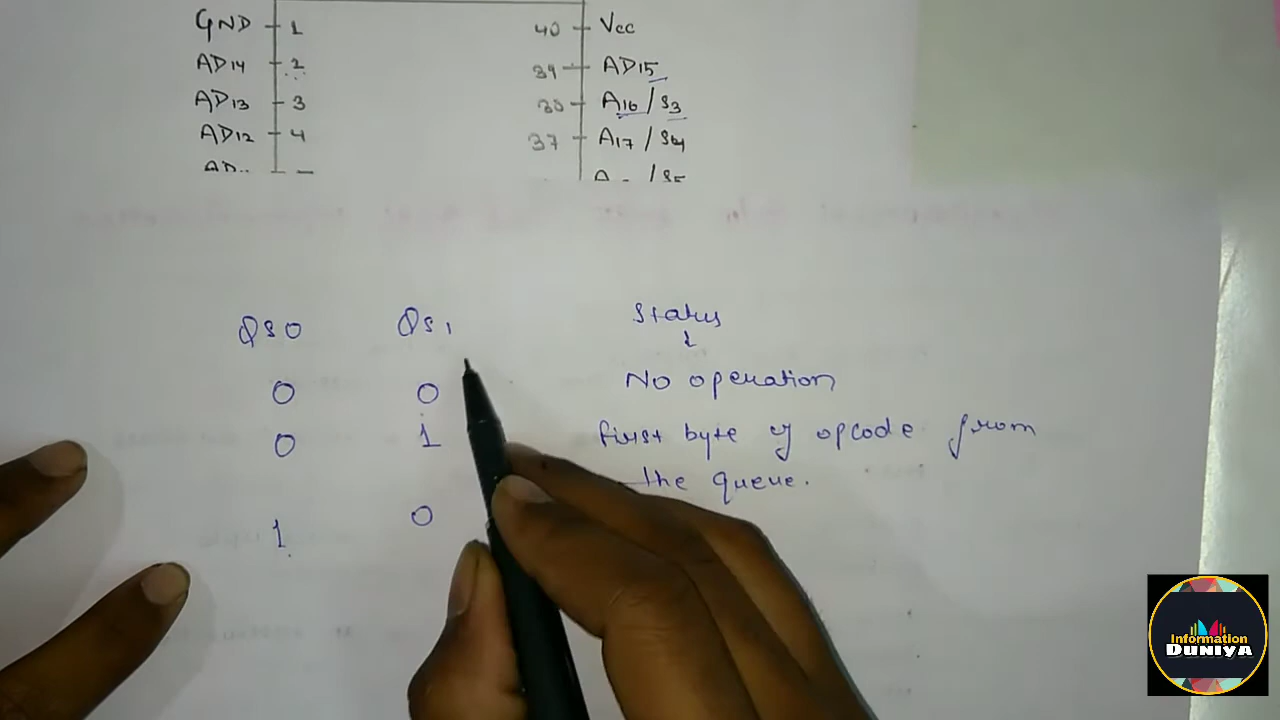 GND 1 40 Vcc
AD14 2 39 AD15
AD13 3 38 A16/S3
AD12 4 37 A17/S4
/S5
QS0 QS1 Status
0 0 No operation
0 1 first byte of opcode from
the queue.
1 0
Information
DUNIYA